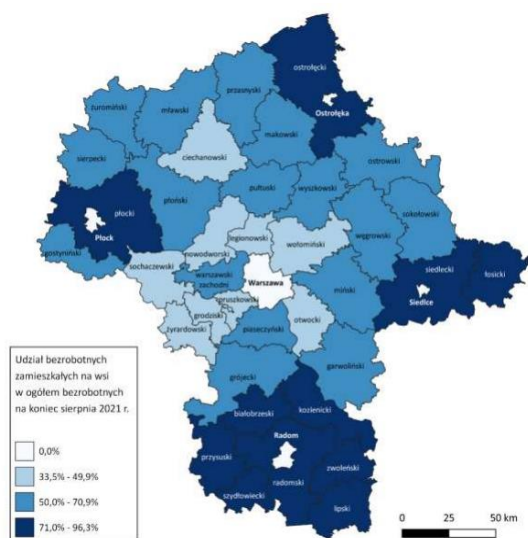 ostrołęcki
Ostrołęka
przasnyski
żuromiński
mławski
makowski
ciechanowski
sierpecki
ostrowski
pułtuski
wyszkowski
płoński
płocki
Płock
sokołowski
węgrowski
legionowski
wołomiński
gostyniński
nowodworski
sochaczewski
siedlecki
łosicki
warszawski
zachodni
Warszawa
miński
Siedlce
pruszkowski
grodziski
otwocki
żyrardowski
piaseczyński
garwoliński
grójecki
białobrzeski
kozienicki
Radom
przysuski
zwoleński
radomski
szydłowiecki
lipski
Udział bezrobotnych
zamieszkałych na wsi
w ogółem bezrobotnych
na koniec sierpnia 2021 r.
0,0%
33,5% - 49,9%
50,0% - 70,9%
71,0% - 96,3%
0 25 50 km